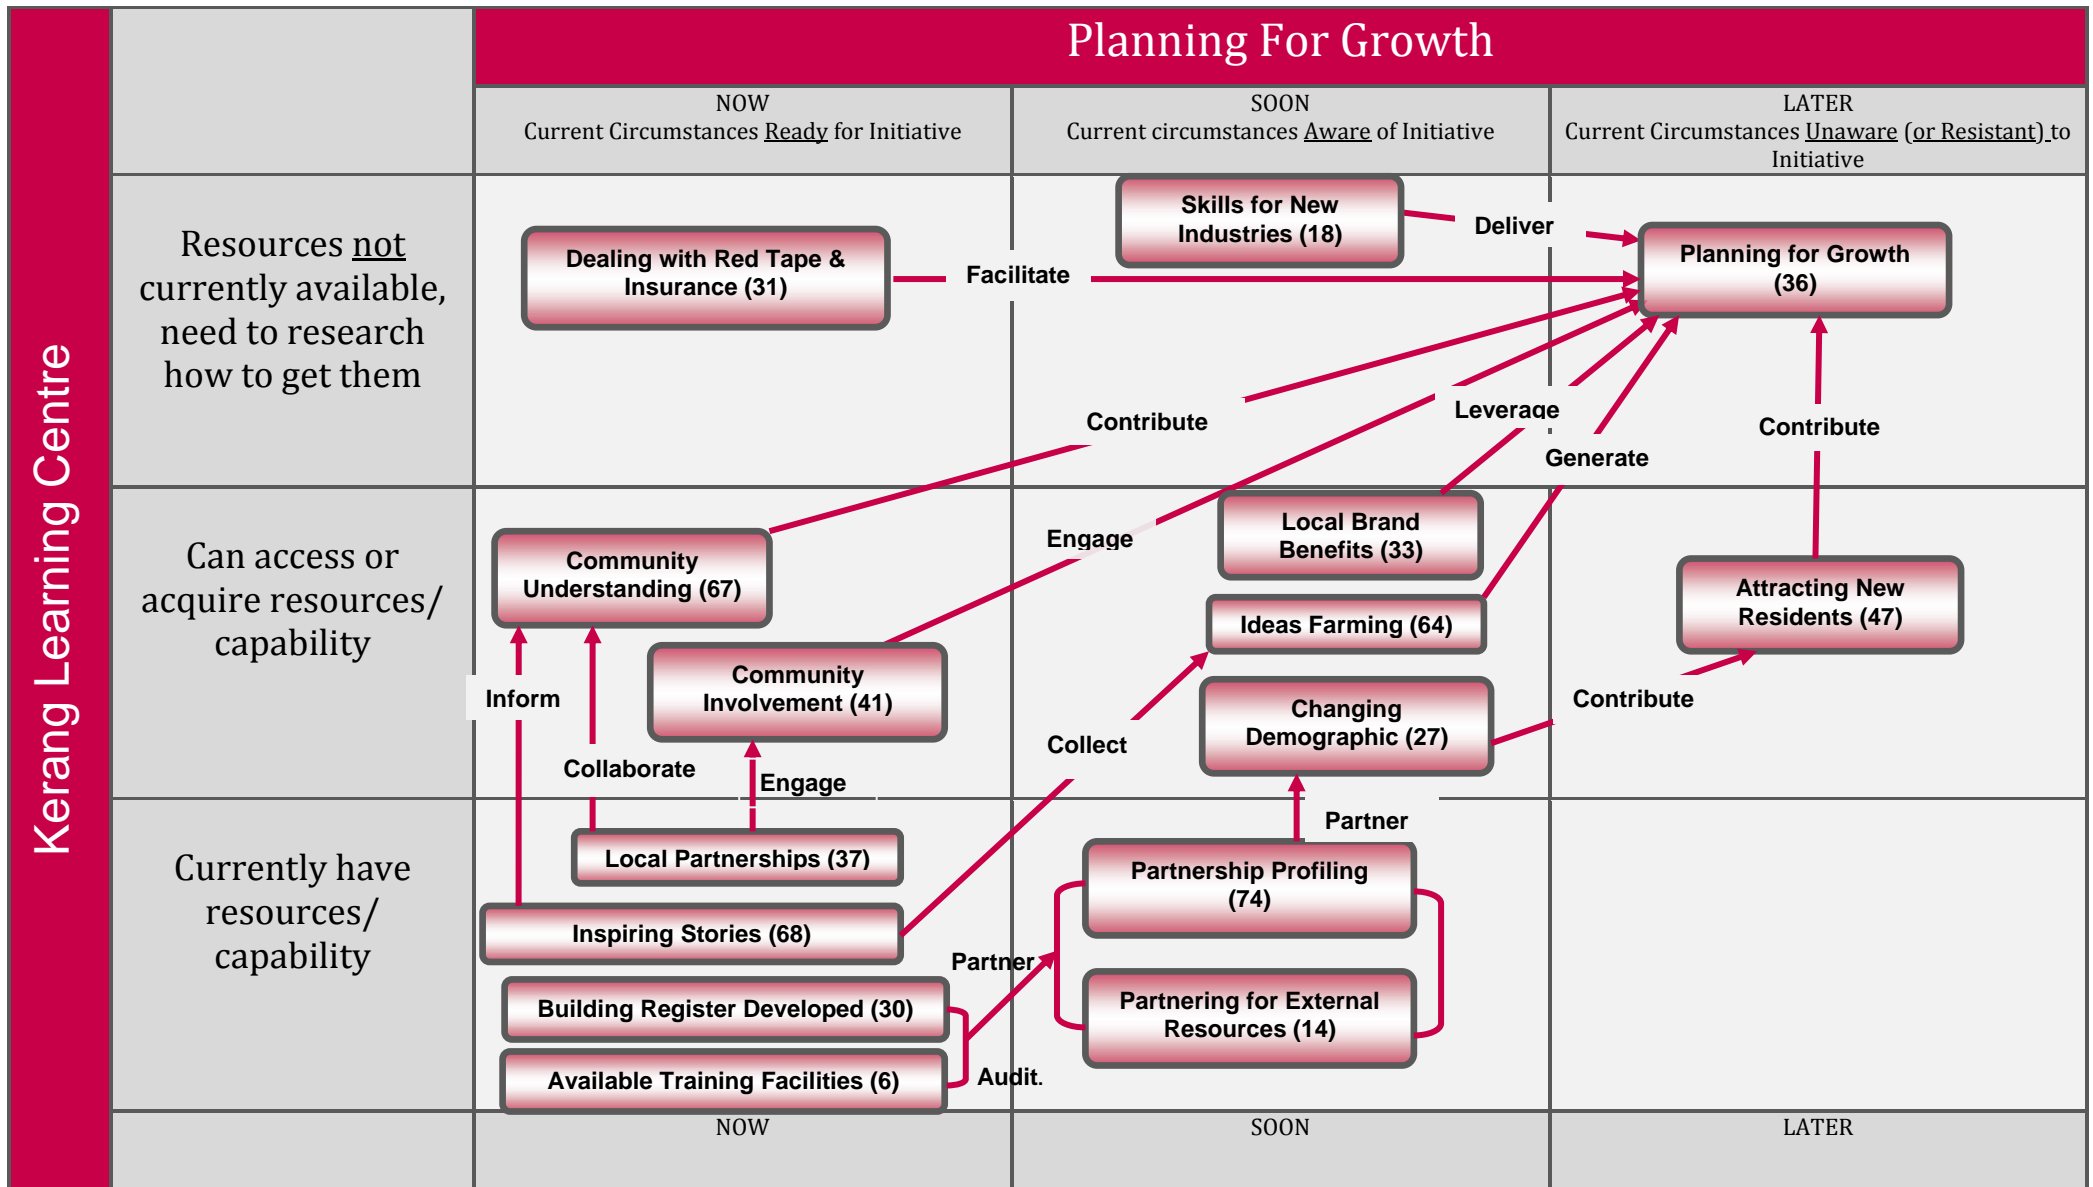 Planning For Growth
Kerang Learning Centre
NOW
Current Circumstances Ready for Initiative
SOON
Current circumstances Aware of Initiative
LATER
Current Circumstances Unaware (or Resistant) to
Initiative
Resources not
currently available,
need to research
how to get them
Dealing with Red Tape &
Insurance (31)
Facilitate
Skills for New
Industries (18)
Deliver
Planning for Growth
(36)
Contribute
Leverage
Generate
Contribute
Can access or
acquire resources/
capability
Community
Understanding (67)
Engage
Local Brand
Benefits (33)
Ideas Farming (64)
Attracting New
Residents (47)
Inform
Community
Involvement (41)
Collaborate
Engage
Collect
Changing
Demographic (27)
Contribute
Currently have
resources/
capability
Local Partnerships (37)
Partner
Partnership Profiling
(74)
Inspiring Stories (68)
Partner
Building Register Developed (30)
Partnering for External
Resources (14)
Available Training Facilities (6)
Audit.
NOW
SOON
LATER